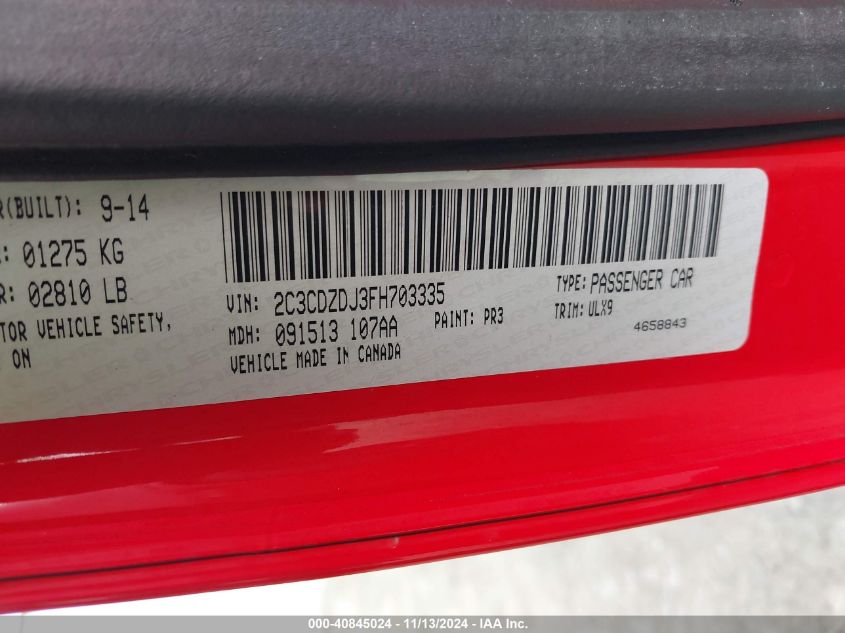 R(BUILT): 9-14
: 01275 KG
R: 02810 LB
TOR VEHICLE SAFETY,
ON
VIN: 2C3CDZDJ3FH703335
TYPE: PASSENGER CAR
MDH: 091513 107AA
PAINT: PR3
TRIM: ULX9
VEHICLE MADE IN CANADA
4658843
000-40845024 - 11/13/2024 - IAA Inc.